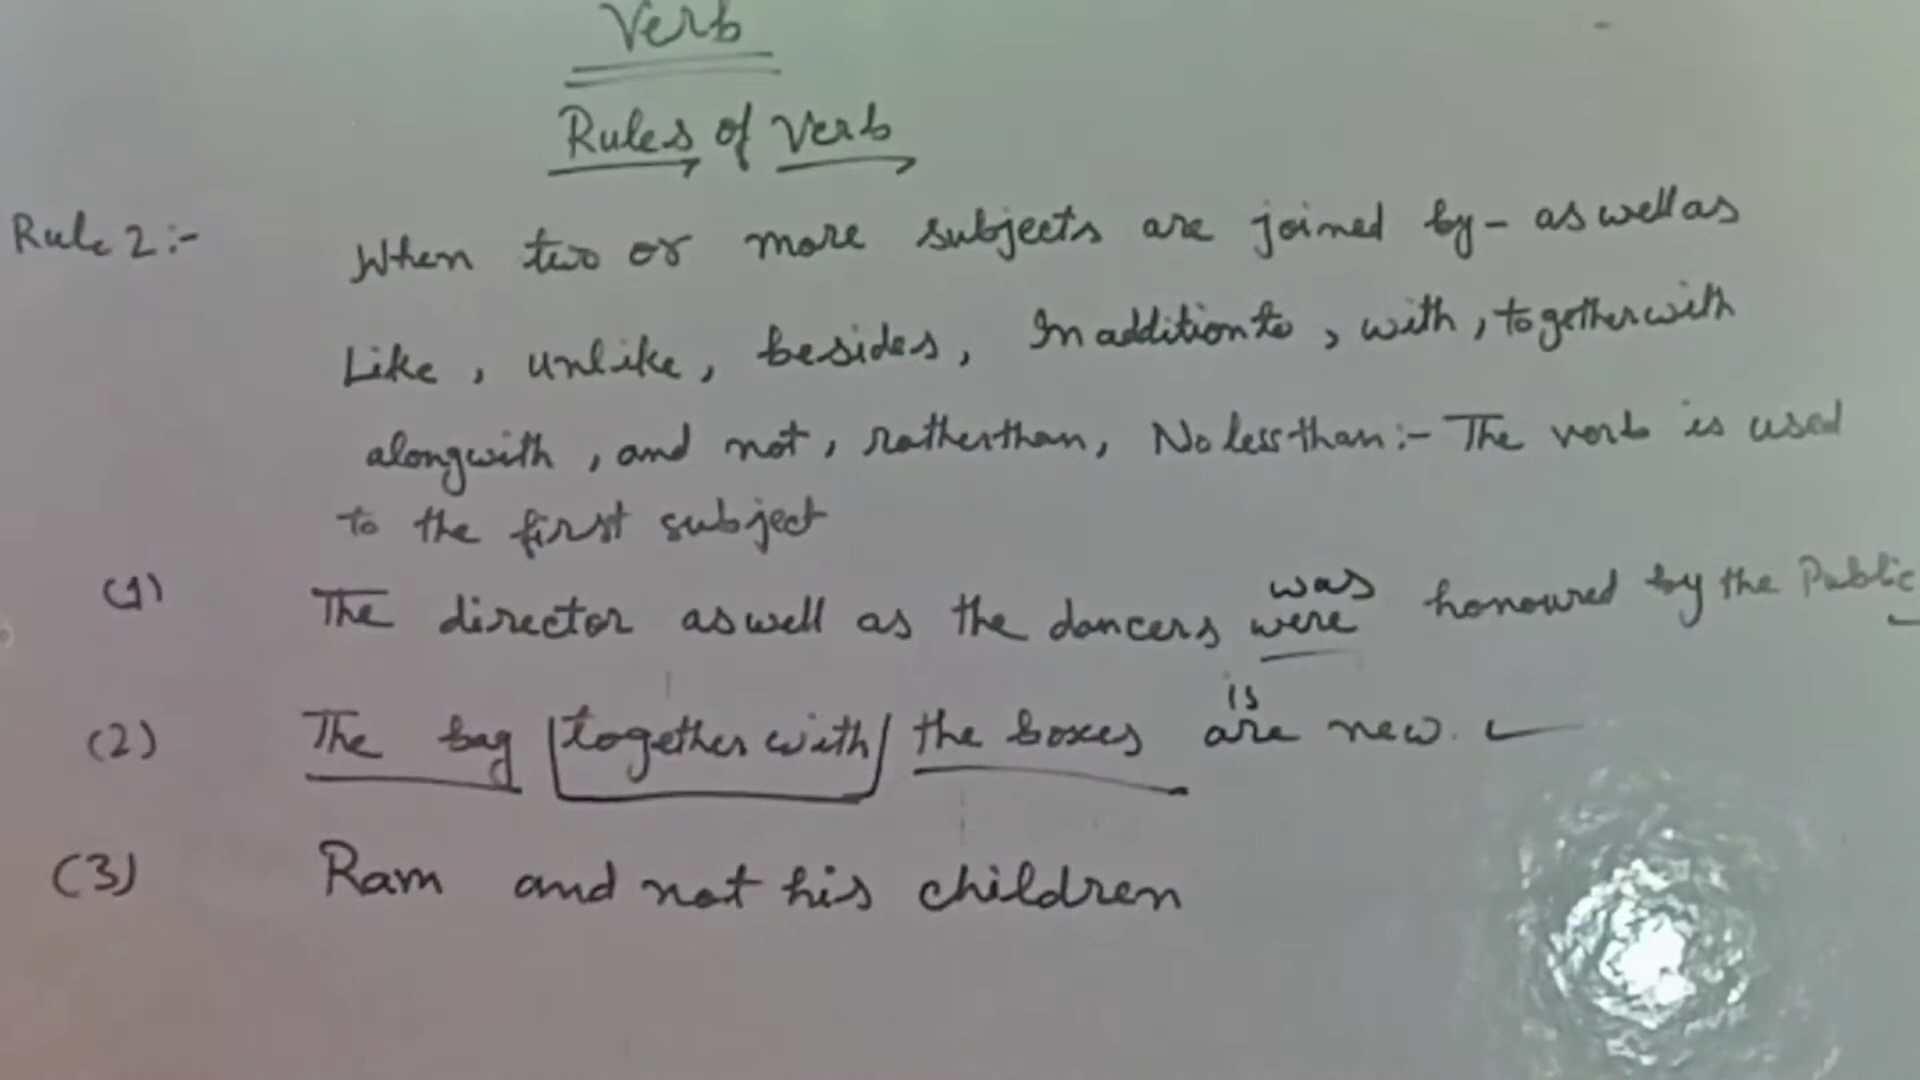 Verb
Rules of Verb
Rule 2:- When two or more subjects are joined by - as well as
Like, unlike, besides, In addition to, with, together with
alongwith, and not, rather than, No less than:- The verb is used
to the first subject
(1) The director as well as the dancers were honoured by the Public
was
(2) The bag together with the boxes are new.
is
(3) Ram and not his children